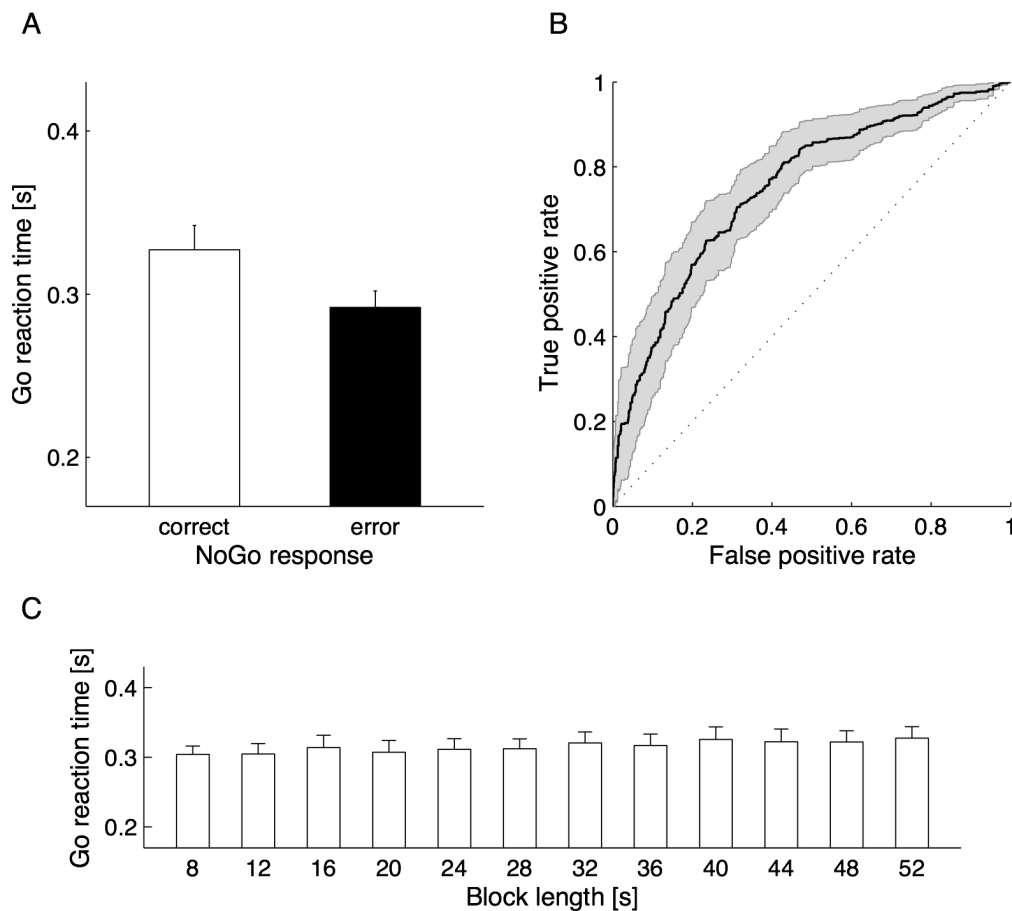 A
B
Go reaction time [s]
0.4
0.3
0.2
correct error
NoGo response
True positive rate
1
0.8
0.6
0.4
0.2
0
0 0.2 0.4 0.6 0.8 1
False positive rate
C
Go reaction time [s]
0.4
0.3
0.2
8 12 16 20 24 28 32 36 40 44 48 52
Block length [s]